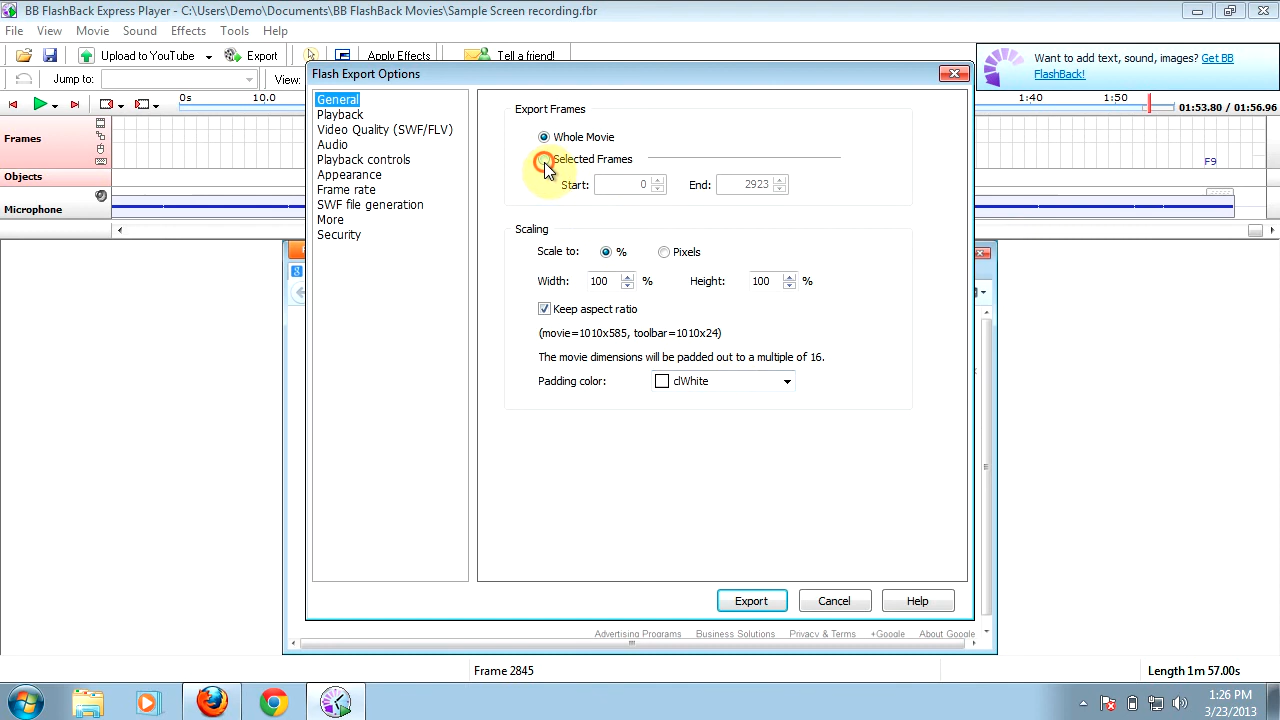 BB FlashBack Express Player - C:\Users\Demo\Documents\BB FlashBack Movies\Sample Screen recording.fbr
File View Movie Sound Effects Tools Help
Upload to YouTube Export Apply Effects Tell a friend!
Want to add text, sound, images? Get BB
FlashBack!
Jump to: View:
0s 10.0 1:40 1:50 01:53.80 / 01:56.96
Frames
F9
Objects
Microphone
Flash Export Options
General
Playback
Video Quality (SWF/FLV)
Audio
Playback controls
Appearance
Frame rate
SWF file generation
More
Security
Export Frames
Whole Movie
Selected Frames
Start: 0 End: 2923
Scaling
Scale to: % Pixels
Width: 100 % Height: 100 %
Keep aspect ratio
(movie=1010x585, toolbar=1010x24)
The movie dimensions will be padded out to a multiple of 16.
Padding color: clWhite
Export Cancel Help
Advertising Programs Business Solutions Privacy & Terms +Google About Google
Frame 2845 Length 1m 57.00s
1:26 PM
3/23/2013